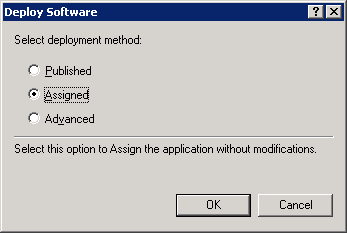 Deploy Software
Select deployment method:
Published
Assigned
Advanced
Select this option to Assign the application without modifications.
OK Cancel